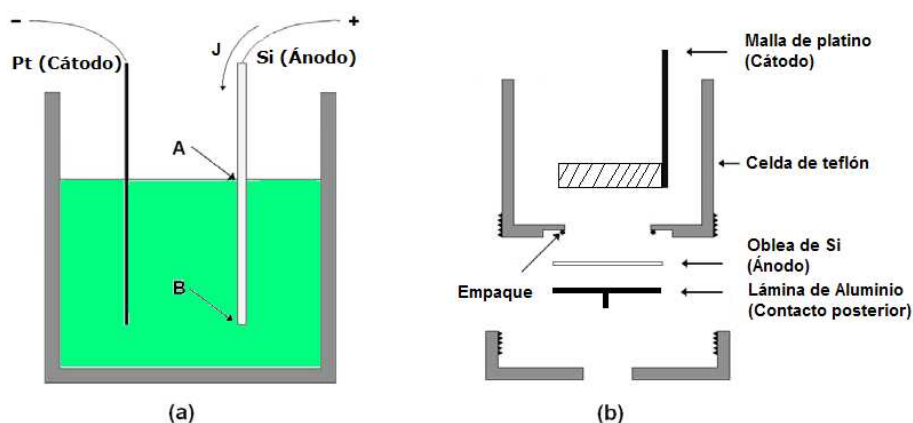 -
J
+
Pt (Cátodo)
Si (Ánodo)
A
B
(a)
Malla de platino
(Cátodo)
Celda de teflón
Oblea de Si
(Ánodo)
Empaque
Lámina de Aluminio
(Contacto posterior)
(b)